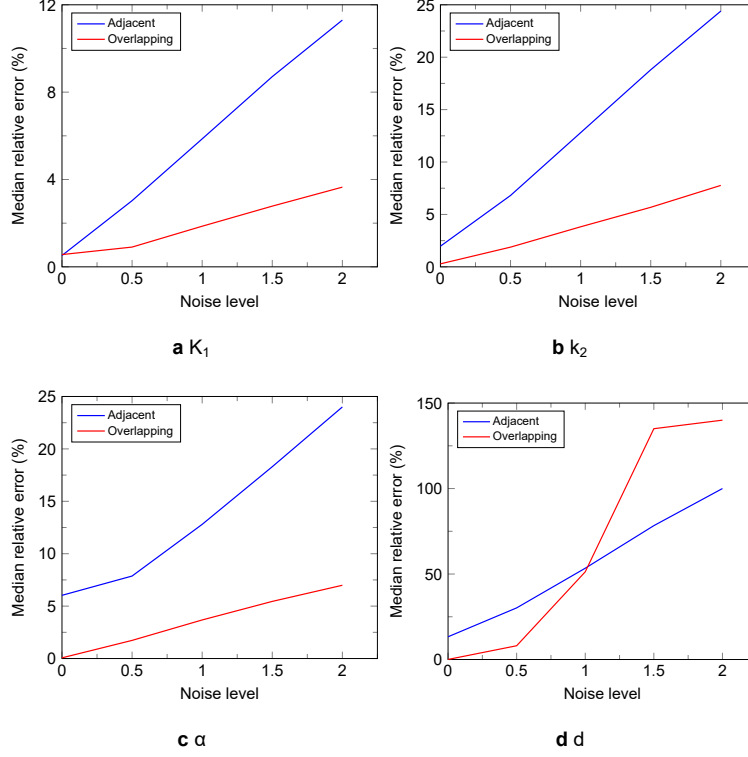 12
8
4
0
Median relative error (%)
Adjacent
Overlapping
0 0.5 1 1.5 2
Noise level
a K₁
25
20
15
10
5
0
Median relative error (%)
Adjacent
Overlapping
0 0.5 1 1.5 2
Noise level
b k₂
25
20
15
10
5
0
Median relative error (%)
Adjacent
Overlapping
0 0.5 1 1.5 2
Noise level
c α
150
100
50
0
Median relative error (%)
Adjacent
Overlapping
0 0.5 1 1.5 2
Noise level
d d